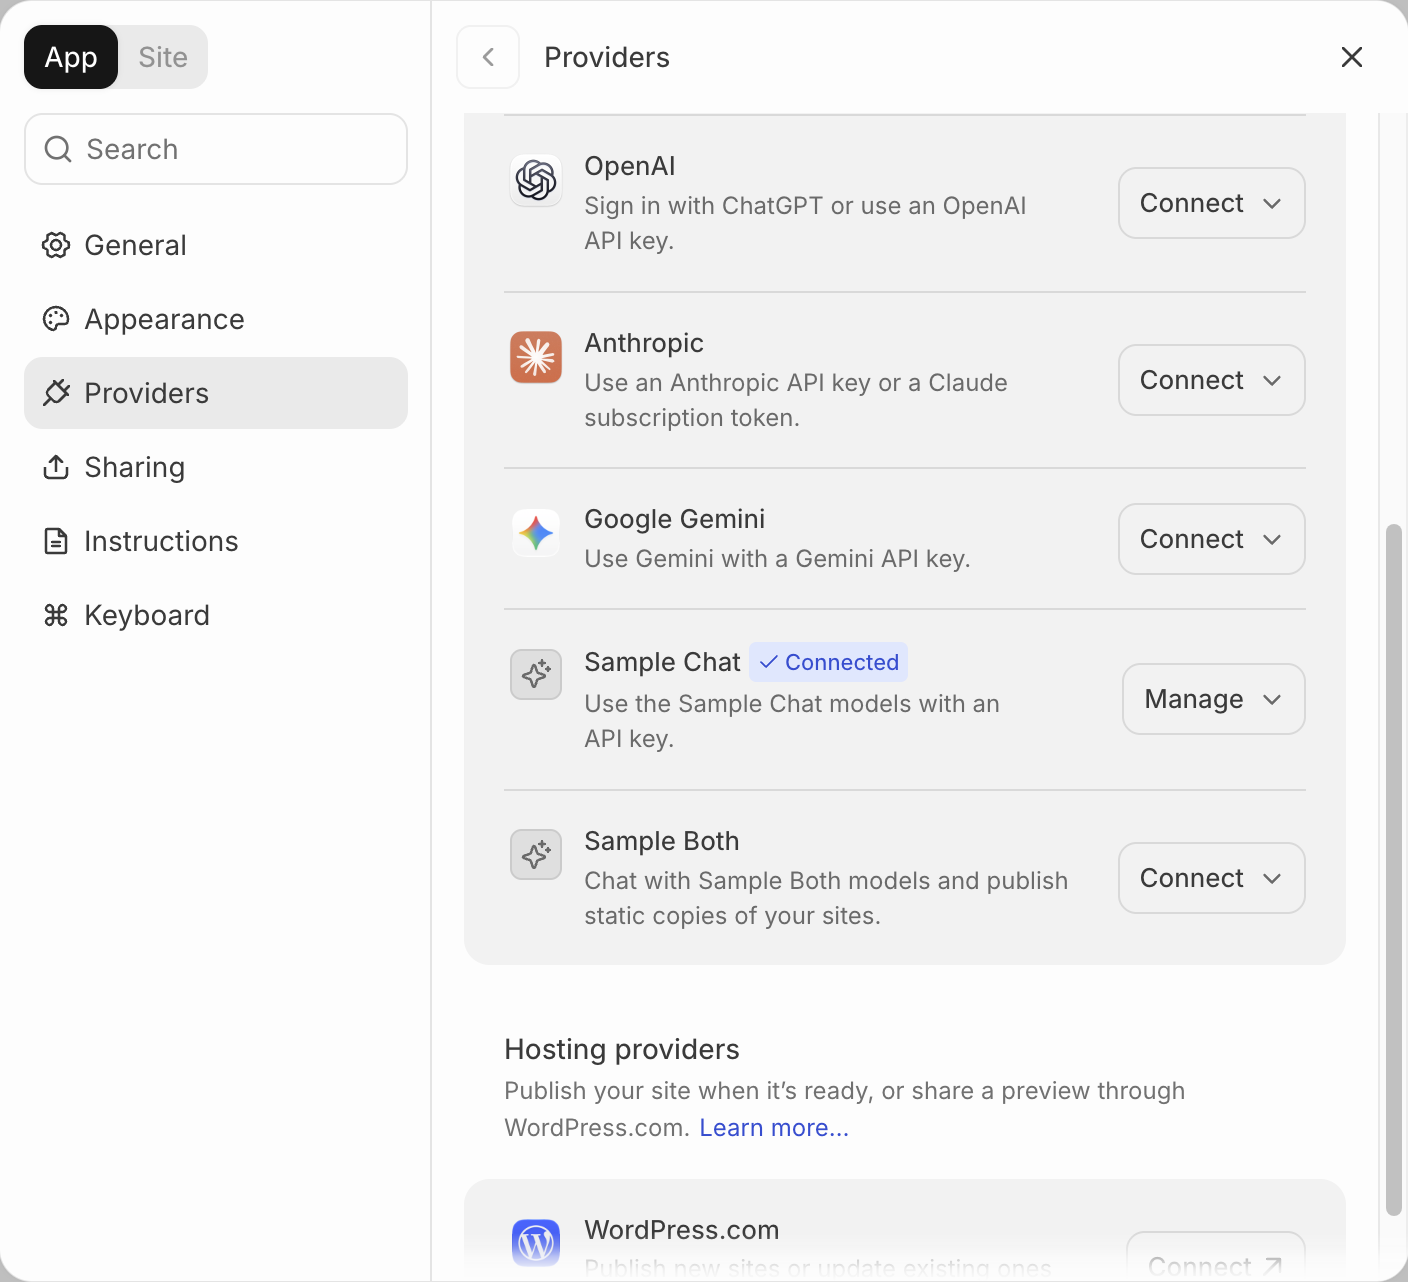 App
Site
Search
General
Appearance
Providers
Sharing
Instructions
Keyboard
Providers
OpenAI
Sign in with ChatGPT or use an OpenAI
API key.
Connect
Anthropic
Use an Anthropic API key or a Claude
subscription token.
Connect
Google Gemini
Use Gemini with a Gemini API key.
Connect
Sample Chat
Connected
Use the Sample Chat models with an
API key.
Manage
Sample Both
Chat with Sample Both models and publish
static copies of your sites.
Connect
Hosting providers
Publish your site when it’s ready, or share a preview through
WordPress.com. Learn more...
WordPress.com
Publish new sites or update existing ones
Connect